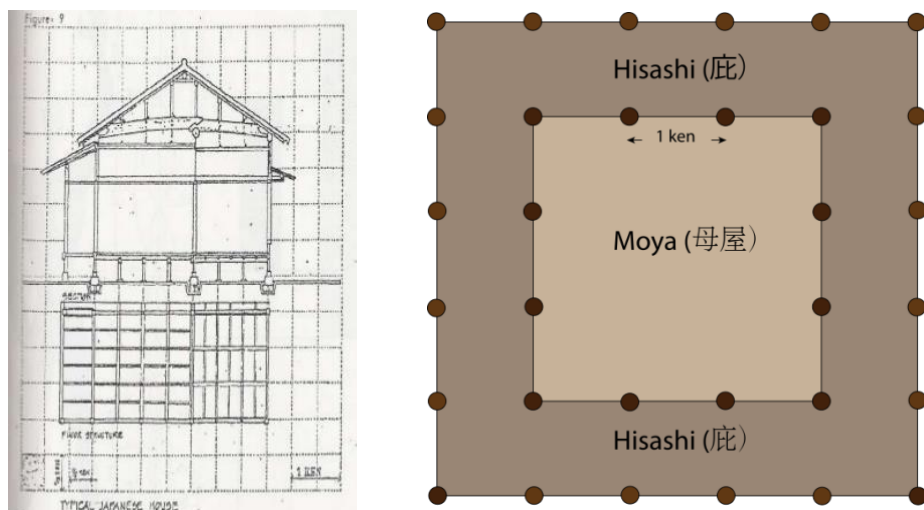 Figure: 9
SECTION
FLOOR STRUCTURE
1 KEN
TYPICAL JAPANESE HOUSE
Hisashi (庇)
1 ken
Moya (母屋)
Hisashi (庇)